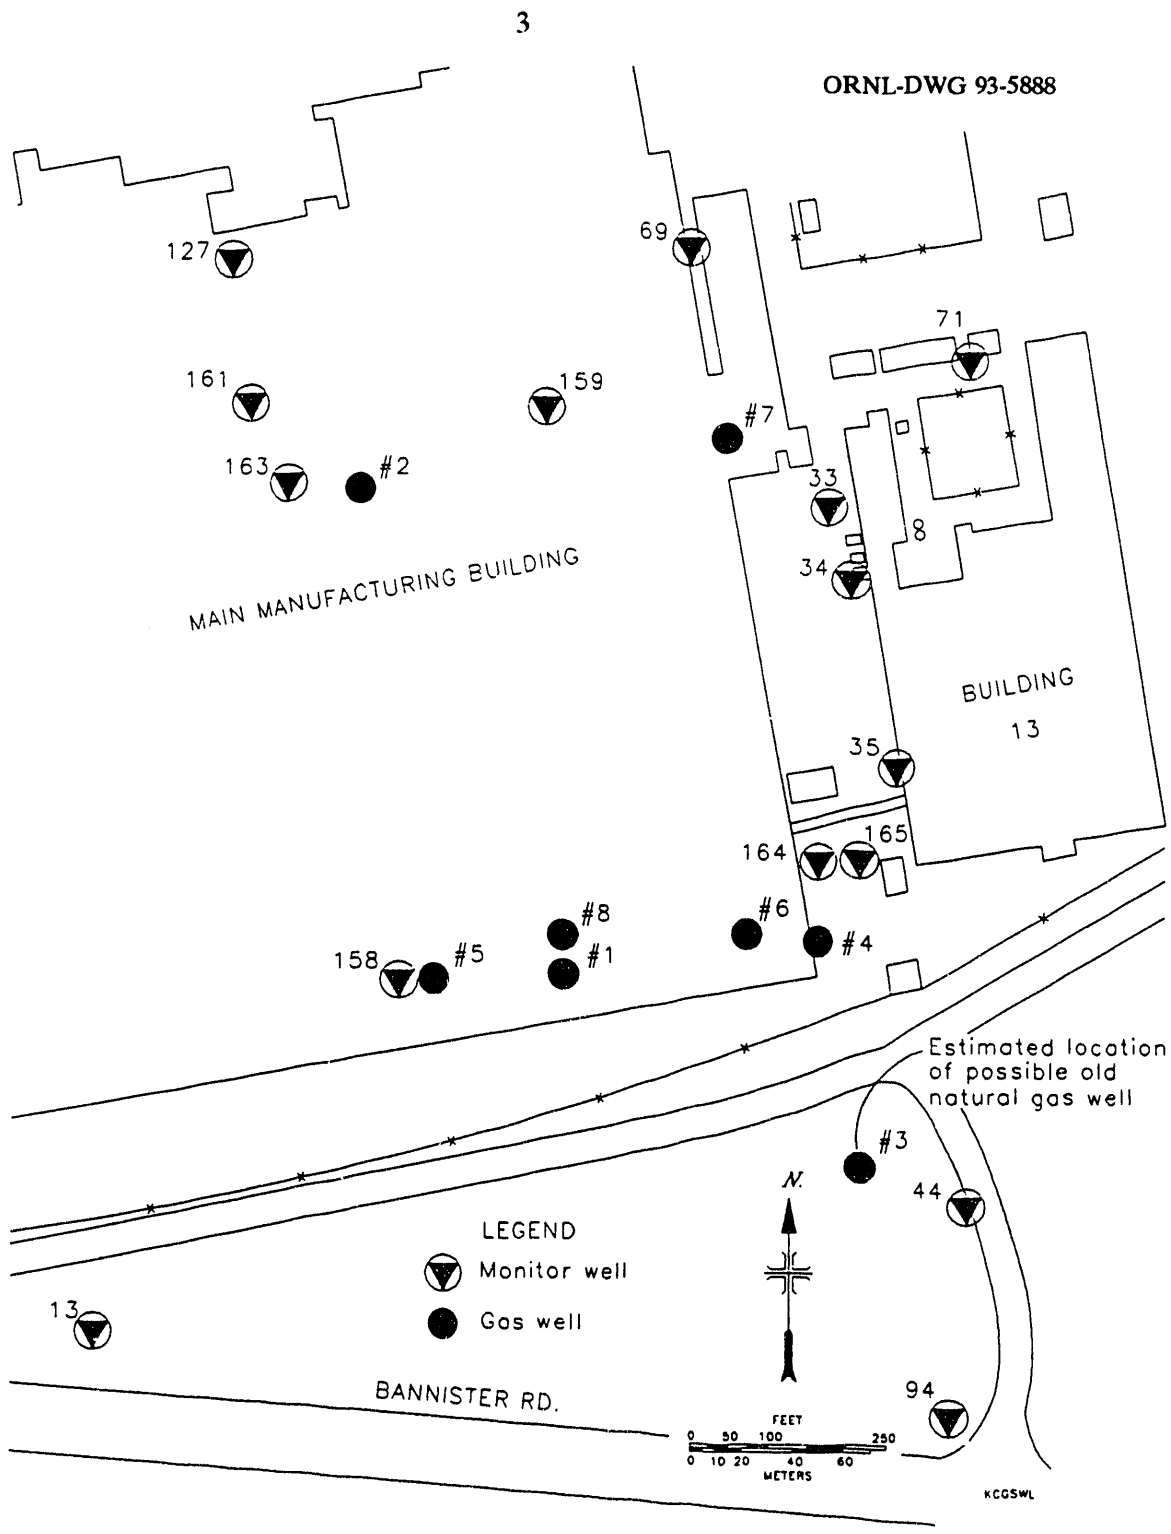 3
ORNL-DWG 93-5888
127
69
71
161
159
#7
163
#2
33
8
34
MAIN MANUFACTURING BUILDING
BUILDING
13
35
164
165
#8
#6
#4
158
#5
#1
Estimated location
of possible old
natural gas well
#3
N.
44
LEGEND
Monitor well
Gas well
13
BANNISTER RD.
94
FEET
0 50 100 250
0 10 20 40 60
METERS
KCGSWL